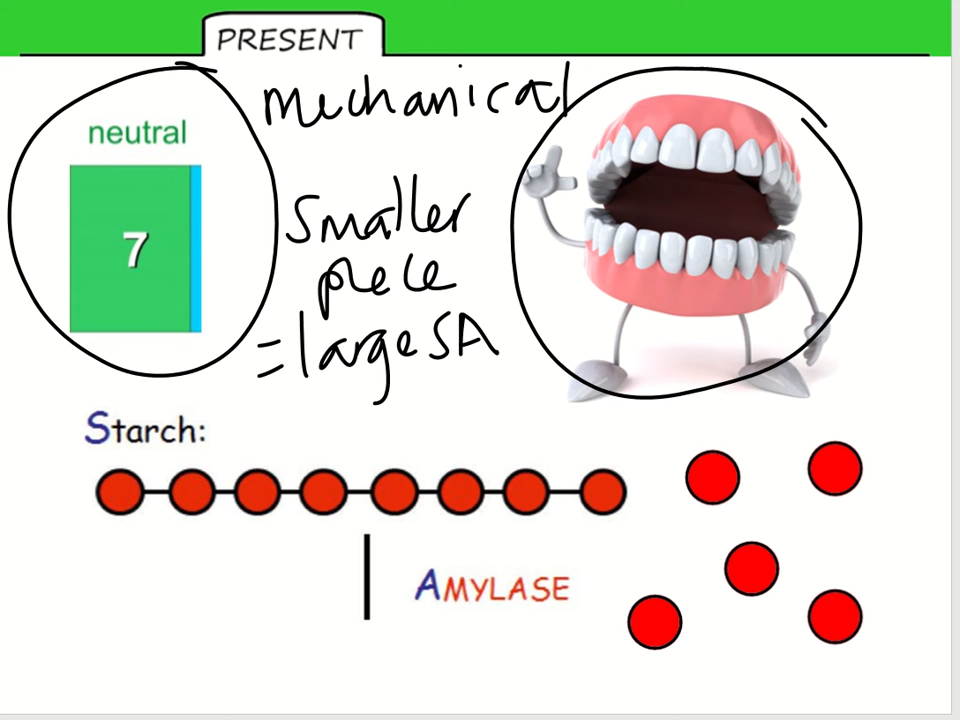 PRESENT
mechanical
neutral
7
Smaller
piece
= large SA
Starch:
AMYLASE